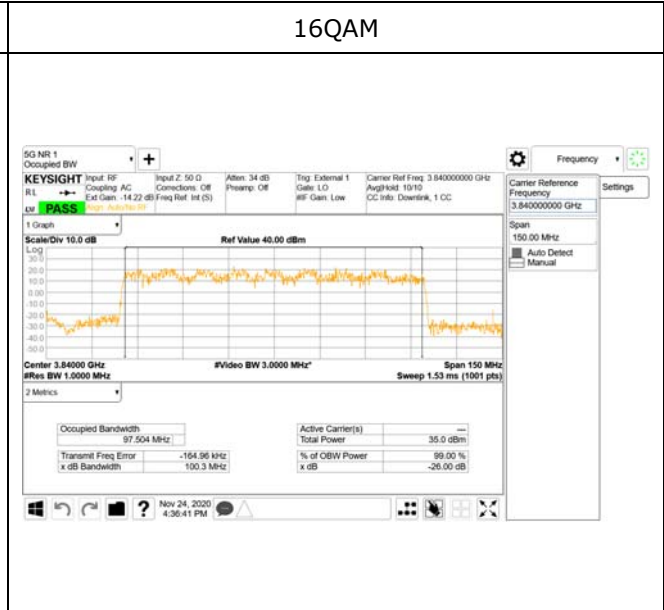 16QAM
5G NR 1
Occupied BW
+
Frequency
KEYSIGHT Input: RF Input Z: 50 Ω Atten: 34 dB Trig: External 1 Carrier Ref Freq: 3.840000000 GHz
RL Coupling: AC Corrections: Off Preamp: Off Gate: LO Avg|Hold: 10/10
Ext Gain: -14.22 dB Freq Ref: Int (S) #IF Gain: Low CC Info: Downlink, 1 CC
PASS Align: Auto/No RF
Carrier Reference Frequency
3.840000000 GHz
Settings
Span
150.00 MHz
Auto Detect
Manual
1 Graph
Scale/Div 10.0 dB Ref Value 40.00 dBm
Log
30.0
20.0
10.0
0.00
-10.0
-20.0
-30.0
-40.0
-50.0
Center 3.84000 GHz #Video BW 3.0000 MHz* Span 150 MHz
#Res BW 1.0000 MHz Sweep 1.53 ms (1001 pts)
2 Metrics
Occupied Bandwidth
97.504 MHz
Transmit Freq Error -164.96 kHz
x dB Bandwidth 100.3 MHz
Active Carrier(s) ---
Total Power 35.0 dBm
% of OBW Power 99.00 %
x dB -26.00 dB
? Nov 24, 2020
4:36:41 PM